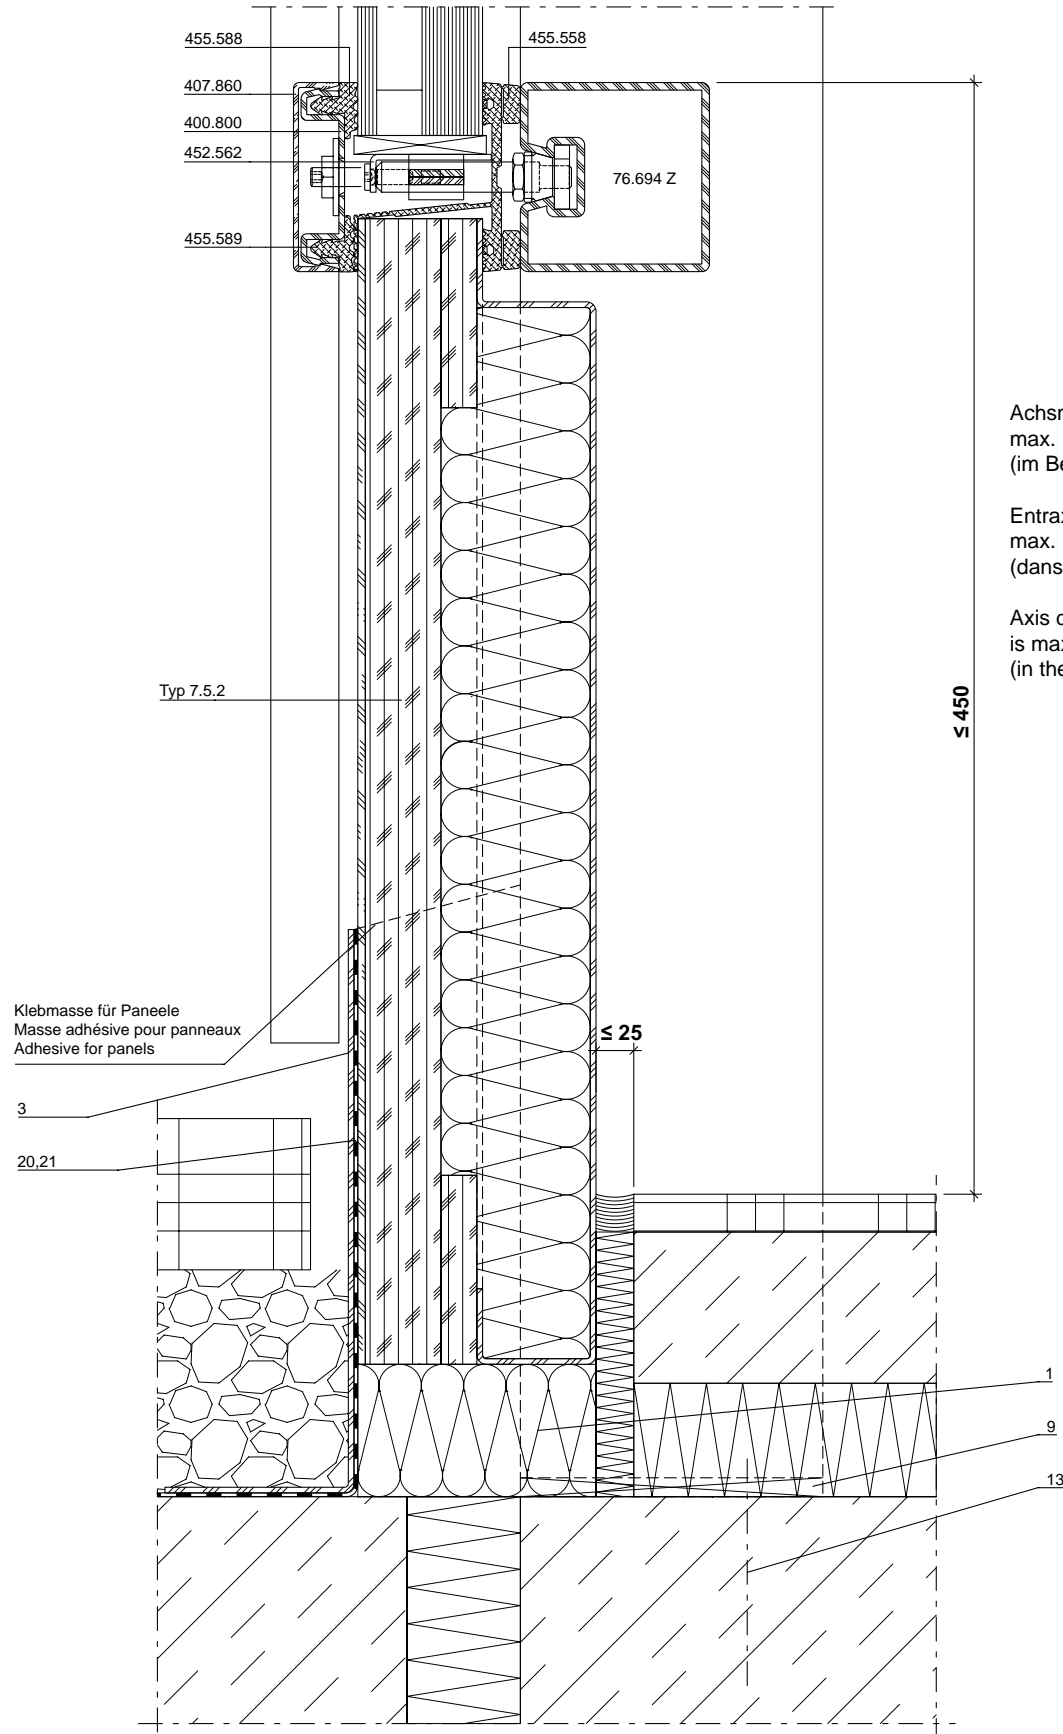 455.588
455.558
407.860
400.800
452.562
76.694 Z
455.589
Achsr
max.
(im Be
Entrax
max.
(dans
Axis o
is max
(in the
Typ 7.5.2
≤ 450
Klebmasse für Paneele
Masse adhésive pour panneaux
Adhesive for panels
≤ 25
3
20,21
1
9
13